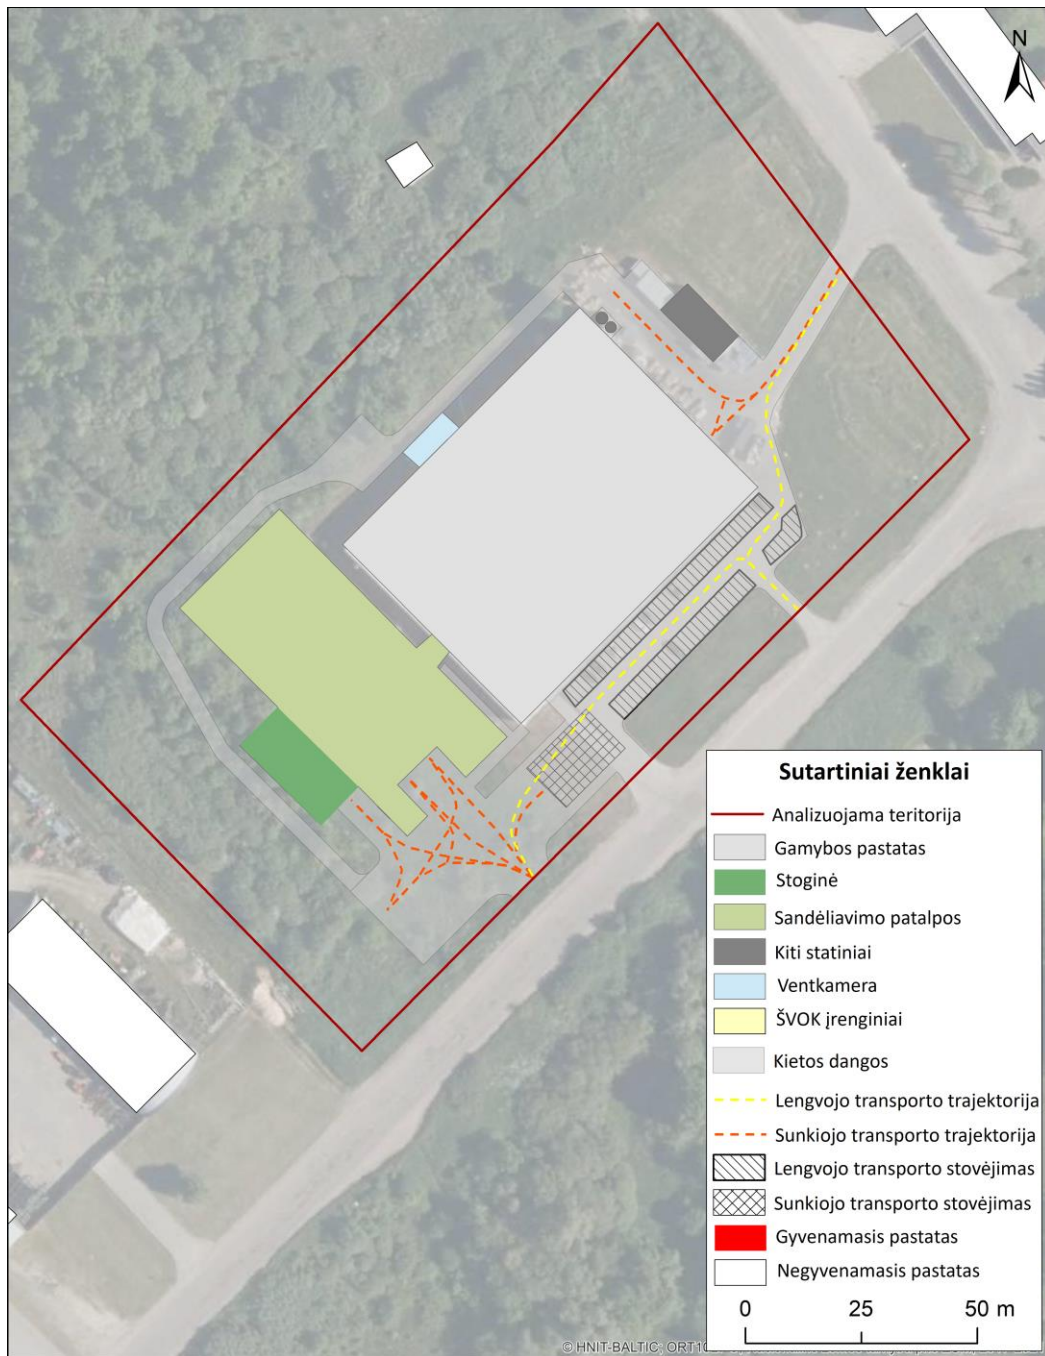 N
Sutartiniai ženklai
Analizuojama teritorija
Gamybos pastatas
Stoginė
Sandėliavimo patalpos
Kiti statiniai
Ventkamera
ŠVOK įrenginiai
Kietos dangos
Lengvojo transporto trajektorija
Sunkiojo transporto trajektorija
Lengvojo transporto stovėjimas
Sunkiojo transporto stovėjimas
Gyvenamasis pastatas
Negyvenamasis pastatas
0 25 50 m
© HNIT-BALTIC; ORT10